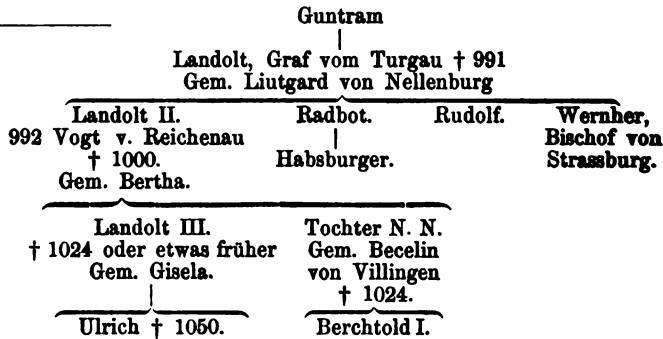 Guntram
Landolt, Graf vom Turgau † 991
Gem. Liutgard von Nellenburg
Landolt II. Radbot. Rudolf. Wernher,
992 Vogt v. Reichenau Bischof von
† 1000. Habsburger. Strassburg.
Gem. Bertha.
Landolt III. Tochter N. N.
† 1024 oder etwas früher Gem. Becelin
Gem. Gisela. von Villingen
† 1024.
Ulrich † 1050. Berchtold I.